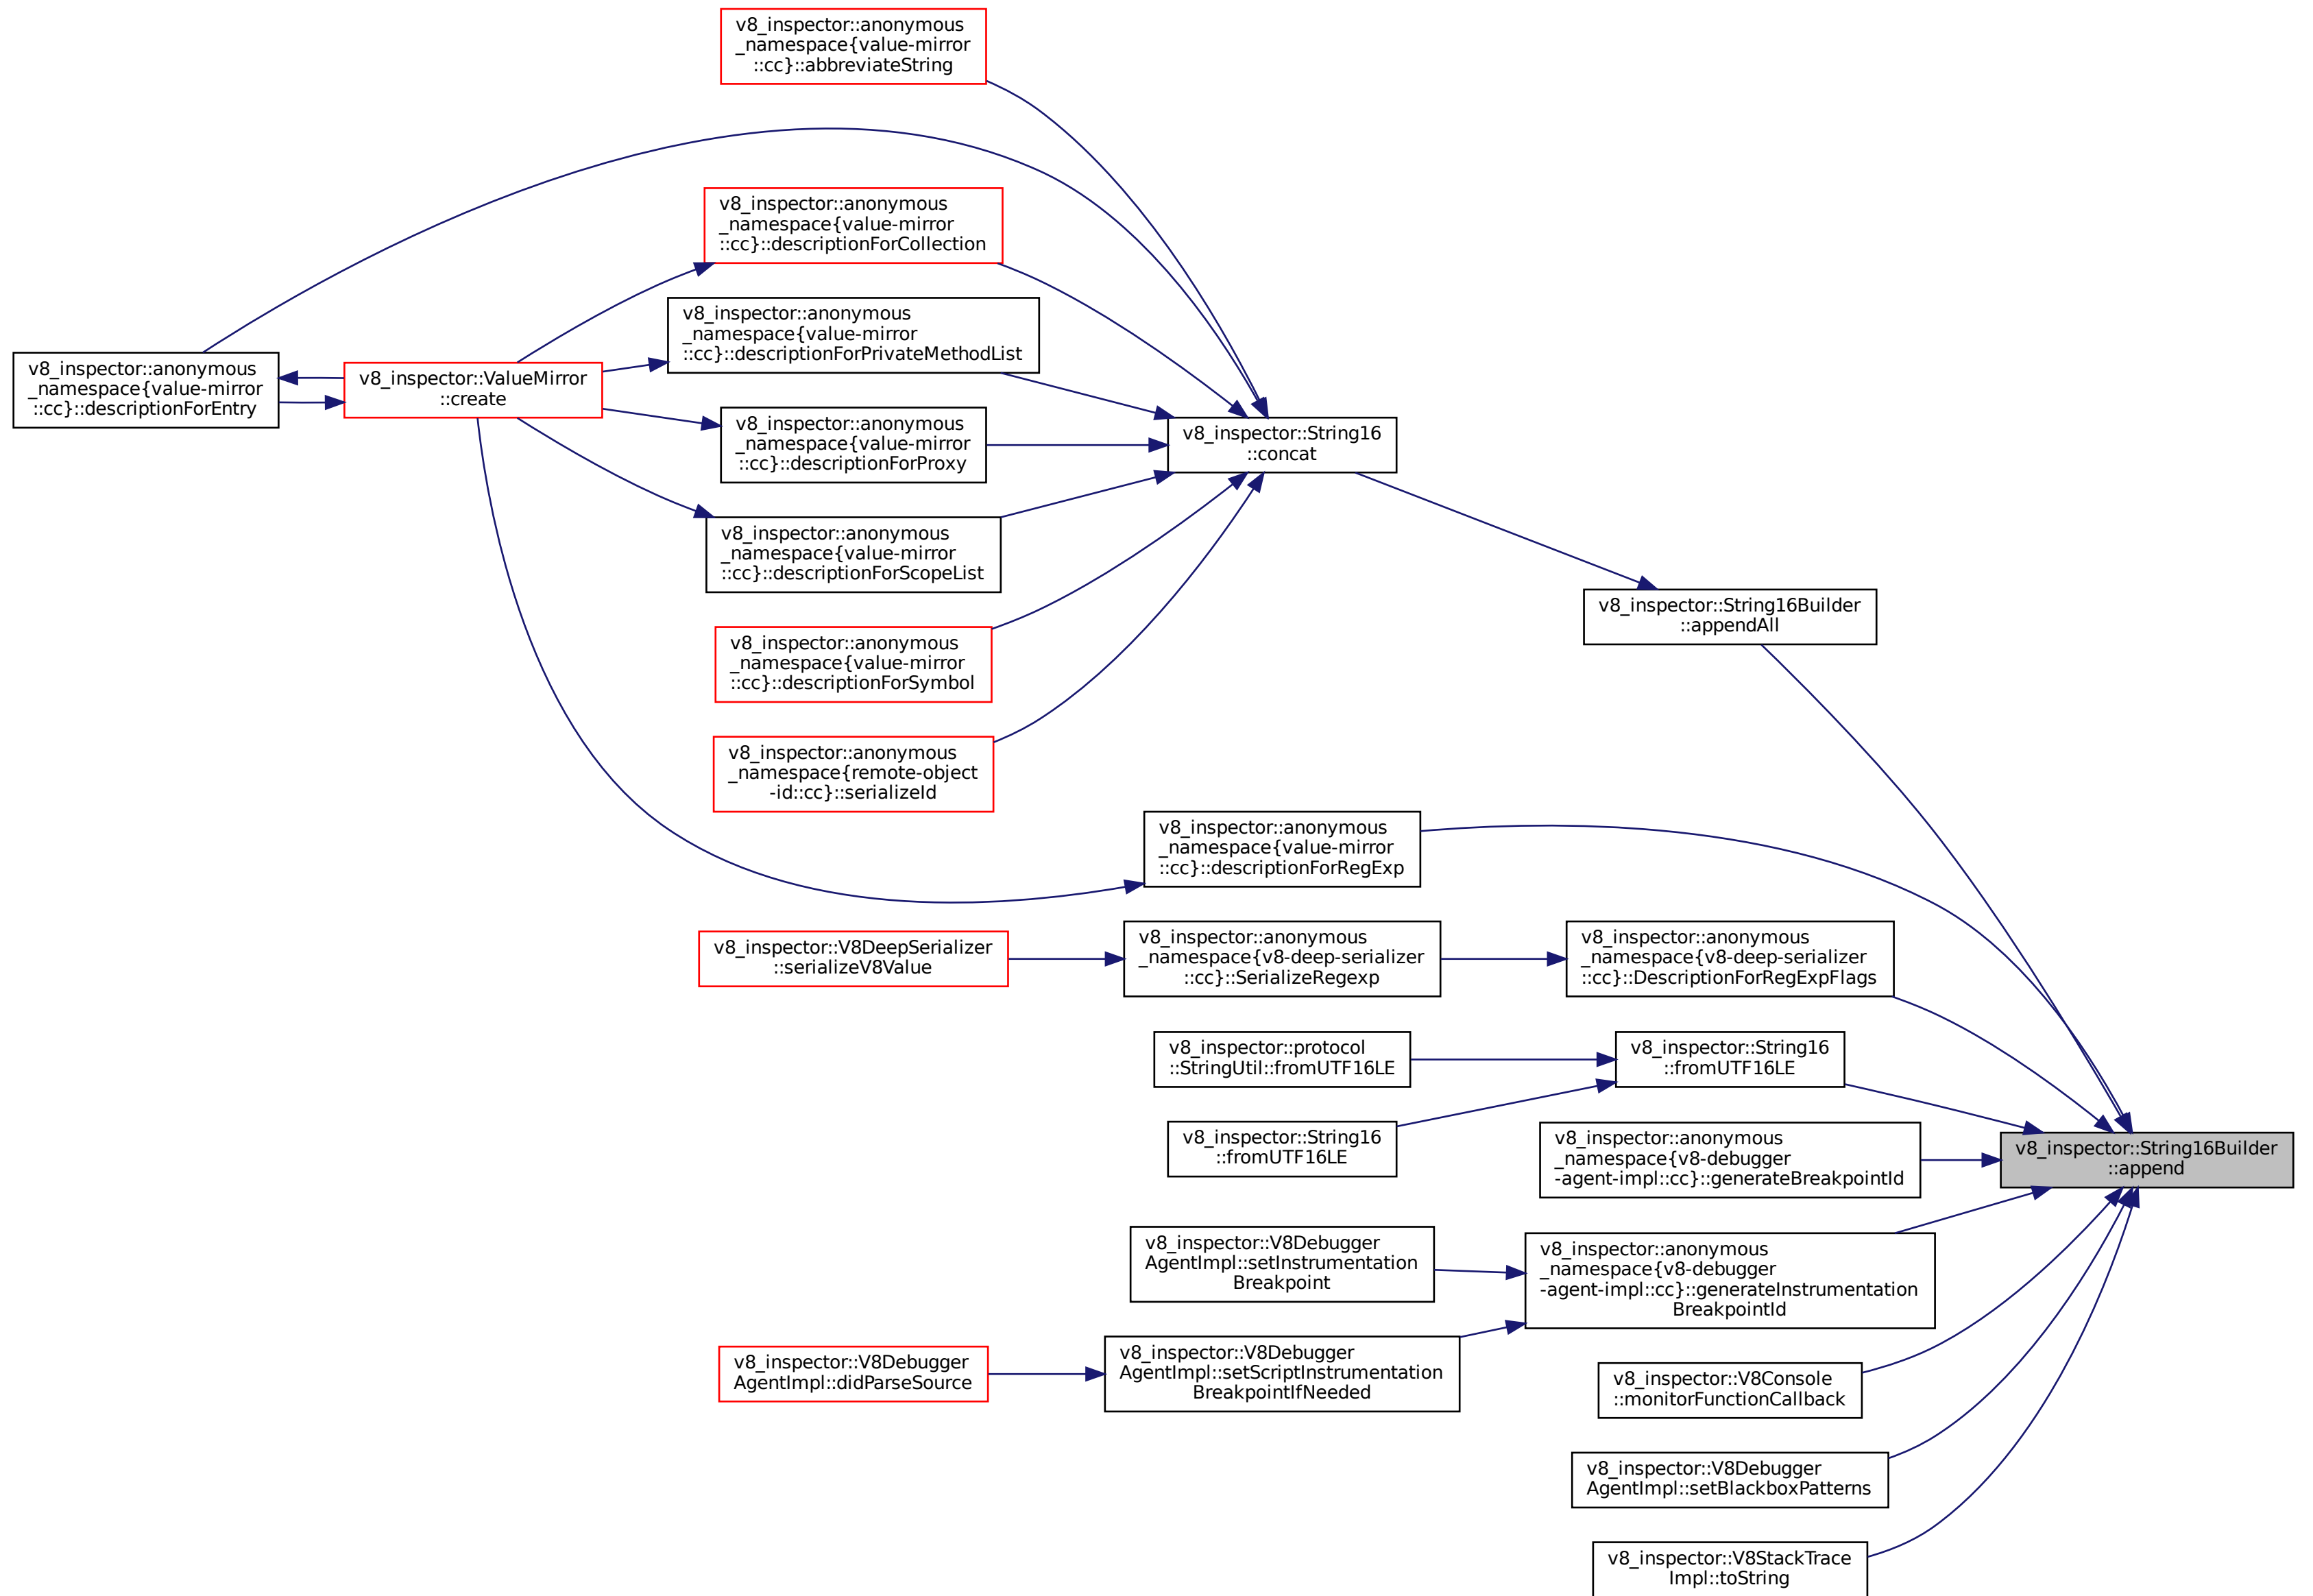 v8_inspector::anonymous
_namespace{value-mirror
::cc}::abbreviateString
v8_inspector::anonymous
_namespace{value-mirror
::cc}::descriptionForCollection
v8_inspector::anonymous
_namespace{value-mirror
::cc}::descriptionForPrivateMethodList
v8_inspector::anonymous
_namespace{value-mirror
::cc}::descriptionForEntry
v8_inspector::ValueMirror
::create
v8_inspector::anonymous
_namespace{value-mirror
::cc}::descriptionForProxy
v8_inspector::String16
::concat
v8_inspector::anonymous
_namespace{value-mirror
::cc}::descriptionForScopeList
v8_inspector::String16Builder
::appendAll
v8_inspector::anonymous
_namespace{value-mirror
::cc}::descriptionForSymbol
v8_inspector::anonymous
_namespace{remote-object
-id::cc}::serializeId
v8_inspector::anonymous
_namespace{value-mirror
::cc}::descriptionForRegExp
v8_inspector::V8DeepSerializer
::serializeV8Value
v8_inspector::anonymous
_namespace{v8-deep-serializer
::cc}::SerializeRegexp
v8_inspector::anonymous
_namespace{v8-deep-serializer
::cc}::DescriptionForRegExpFlags
v8_inspector::protocol
::StringUtil::fromUTF16LE
v8_inspector::String16
::fromUTF16LE
v8_inspector::String16
::fromUTF16LE
v8_inspector::anonymous
_namespace{v8-debugger
-agent-impl::cc}::generateBreakpointId
v8_inspector::String16Builder
::append
v8_inspector::V8Debugger
AgentImpl::setInstrumentation
Breakpoint
v8_inspector::anonymous
_namespace{v8-debugger
-agent-impl::cc}::generateInstrumentation
BreakpointId
v8_inspector::V8Debugger
AgentImpl::didParseSource
v8_inspector::V8Debugger
AgentImpl::setScriptInstrumentation
BreakpointIfNeeded
v8_inspector::V8Console
::monitorFunctionCallback
v8_inspector::V8Debugger
AgentImpl::setBlackboxPatterns
v8_inspector::V8StackTrace
Impl::toString